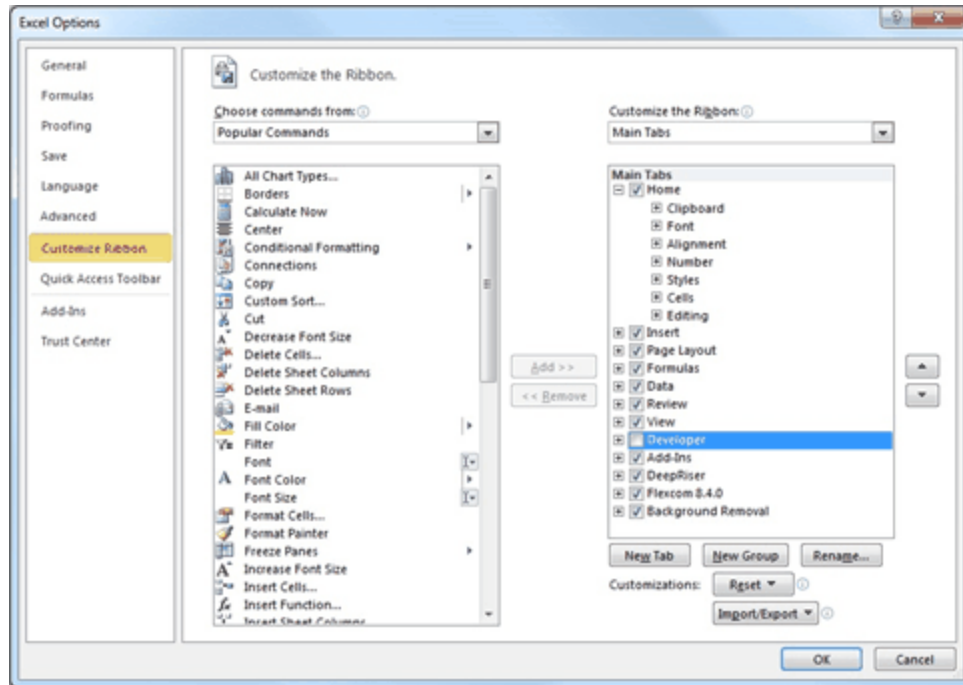 Excel Options
General
Formulas
Proofing
Save
Language
Advanced
Customize Ribbon
Quick Access Toolbar
Add-Ins
Trust Center
Customize the Ribbon.
Choose commands from:
Popular Commands
All Chart Types...
Borders
Calculate Now
Center
Conditional Formatting
Connections
Copy
Custom Sort...
Cut
Decrease Font Size
Delete Cells...
Delete Sheet Columns
Delete Sheet Rows
E-mail
Fill Color
Filter
Font
Font Color
Font Size
Format Cells...
Format Painter
Freeze Panes
Increase Font Size
Insert Cells...
Insert Function...
Insert Sheet Columns
Add >>
<< Remove
Customize the Ribbon:
Main Tabs
Main Tabs
Home
Clipboard
Font
Alignment
Number
Styles
Cells
Editing
Insert
Page Layout
Formulas
Data
Review
View
Developer
Add-Ins
DeepRiser
Flexcom 8.4.0
Background Removal
New Tab
New Group
Rename...
Customizations:
Reset
Import/Export
OK
Cancel